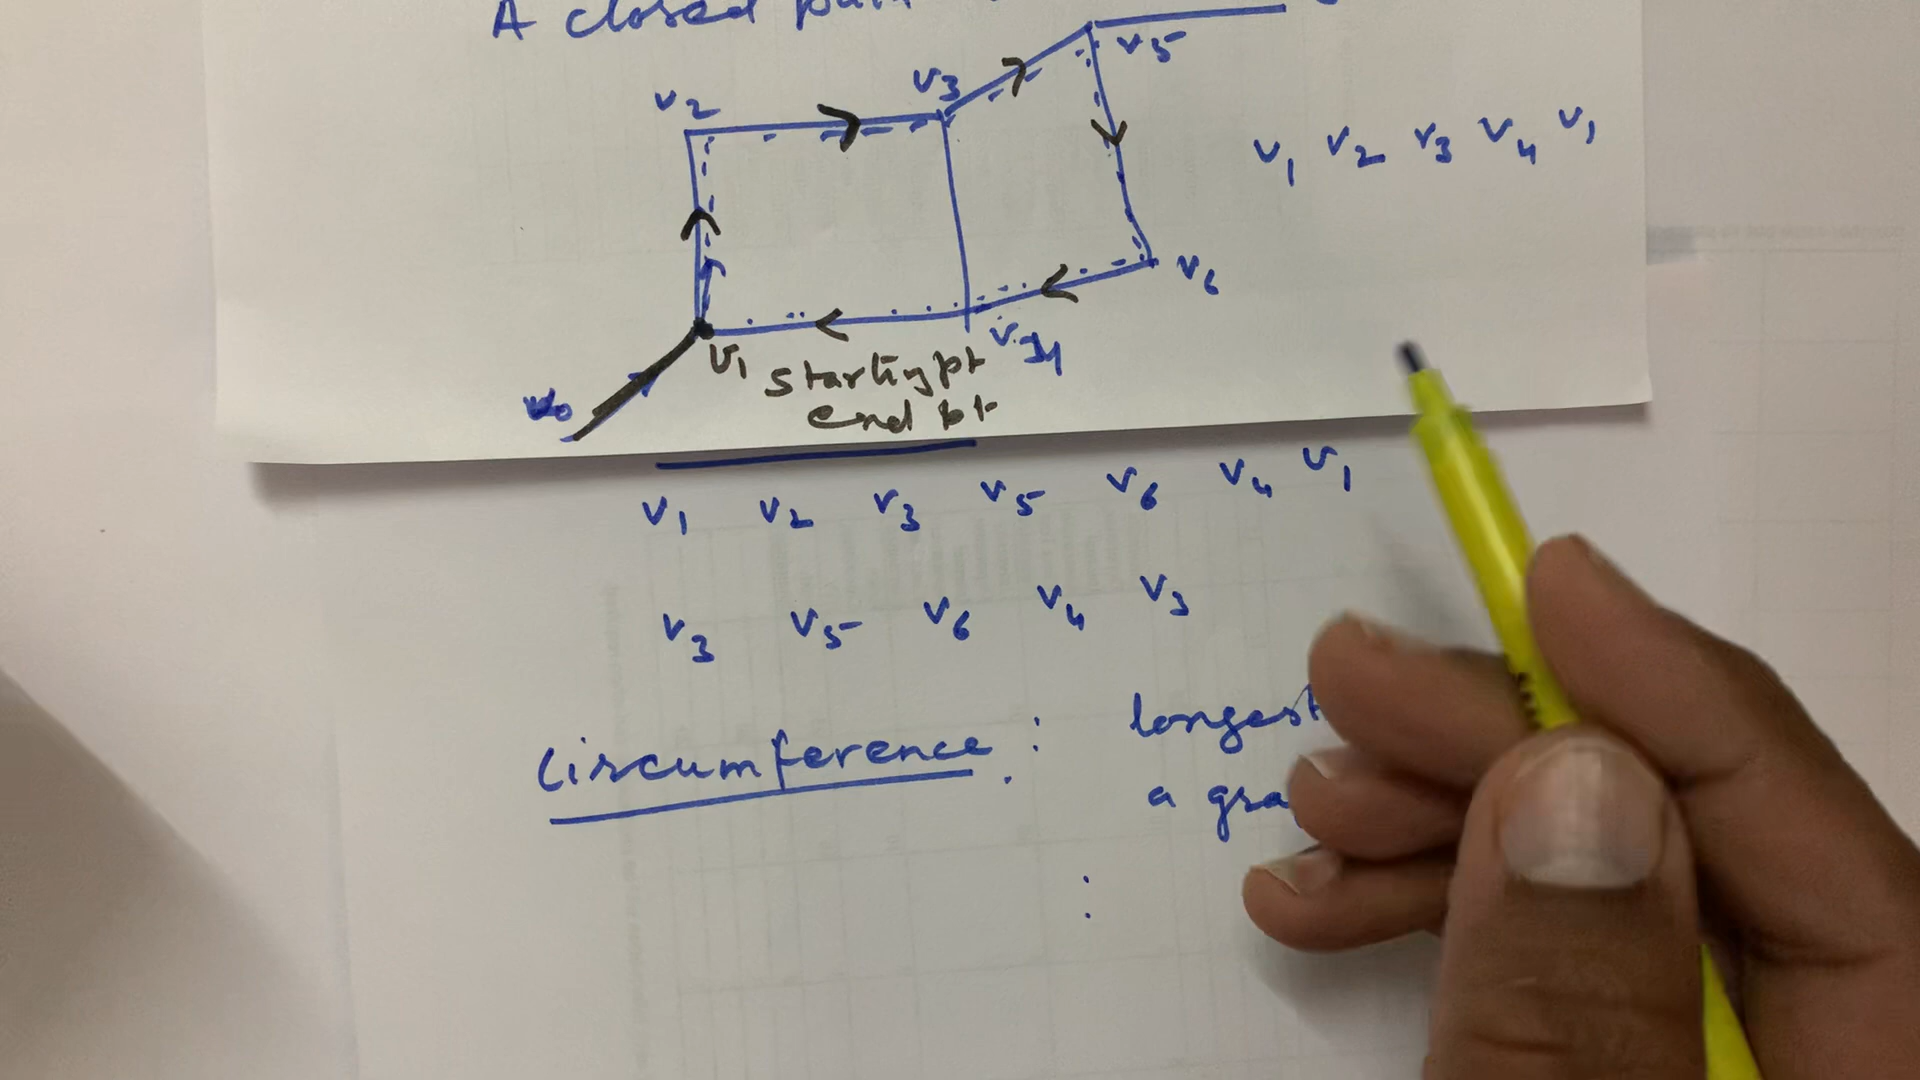 A closed
v3 v5
v2
v1 v2 v3 v4 v1
v6
v1 starting pt v4
v0 end pt
v1 v2 v3 v5 v6 v4 v1
v3 v5 v6 v4 v3
Circumference : longest
a gra
: